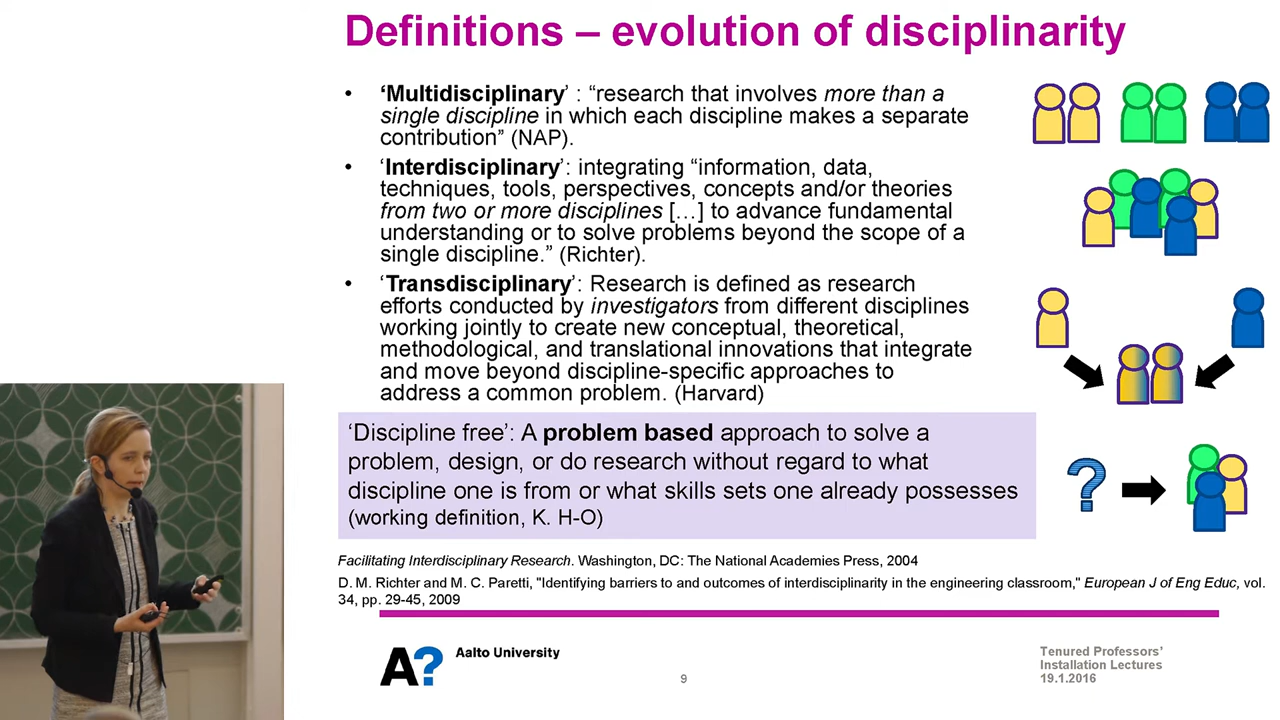 Definitions – evolution of disciplinarity
• ‘Multidisciplinary’ : “research that involves more than a
single discipline in which each discipline makes a separate
contribution” (NAP).
• ‘Interdisciplinary’: integrating “information, data,
techniques, tools, perspectives, concepts and/or theories
from two or more disciplines […] to advance fundamental
understanding or to solve problems beyond the scope of a
single discipline.” (Richter).
• ‘Transdisciplinary’: Research is defined as research
efforts conducted by investigators from different disciplines
working jointly to create new conceptual, theoretical,
methodological, and translational innovations that integrate
and move beyond discipline-specific approaches to
address a common problem. (Harvard)
‘Discipline free’: A problem based approach to solve a
problem, design, or do research without regard to what
discipline one is from or what skills sets one already possesses
(working definition, K. H-O)
?
Facilitating Interdisciplinary Research. Washington, DC: The National Academies Press, 2004
D. M. Richter and M. C. Paretti, "Identifying barriers to and outcomes of interdisciplinarity in the engineering classroom," European J of Eng Educ, vol.
34, pp. 29-45, 2009
A? Aalto University
9
Tenured Professors’
Installation Lectures
19.1.2016